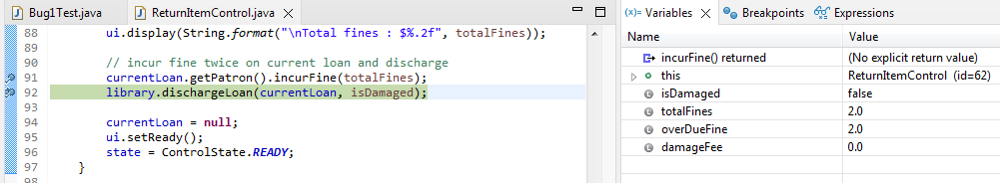 Bug1Test.java
ReturnItemControl.java
88 ui.display(String.format("\nTotal fines : $%.2f", totalFines));
89
90 // incur fine twice on current loan and discharge
91 currentLoan.getPatron().incurFine(totalFines);
92 library.dischargeLoan(currentLoan, isDamaged);
93
94 currentLoan = null;
95 ui.setReady();
96 state = ControlState.READY;
97 }
(x)= Variables Breakpoints Expressions
Name Value
incurFine() returned (No explicit return value)
this ReturnItemControl (id=62)
isDamaged false
totalFines 2.0
overDueFine 2.0
damageFee 0.0